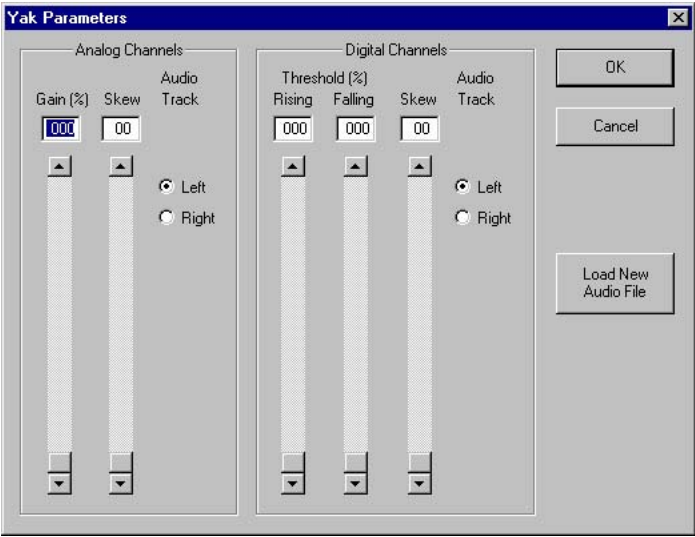 Yak Parameters
Analog Channels
Audio
Gain (%) Skew Track
000 00
Left
Right
Digital Channels
Threshold (%) Audio
Rising Falling Skew Track
000 000 00
Left
Right
OK
Cancel
Load New
Audio File